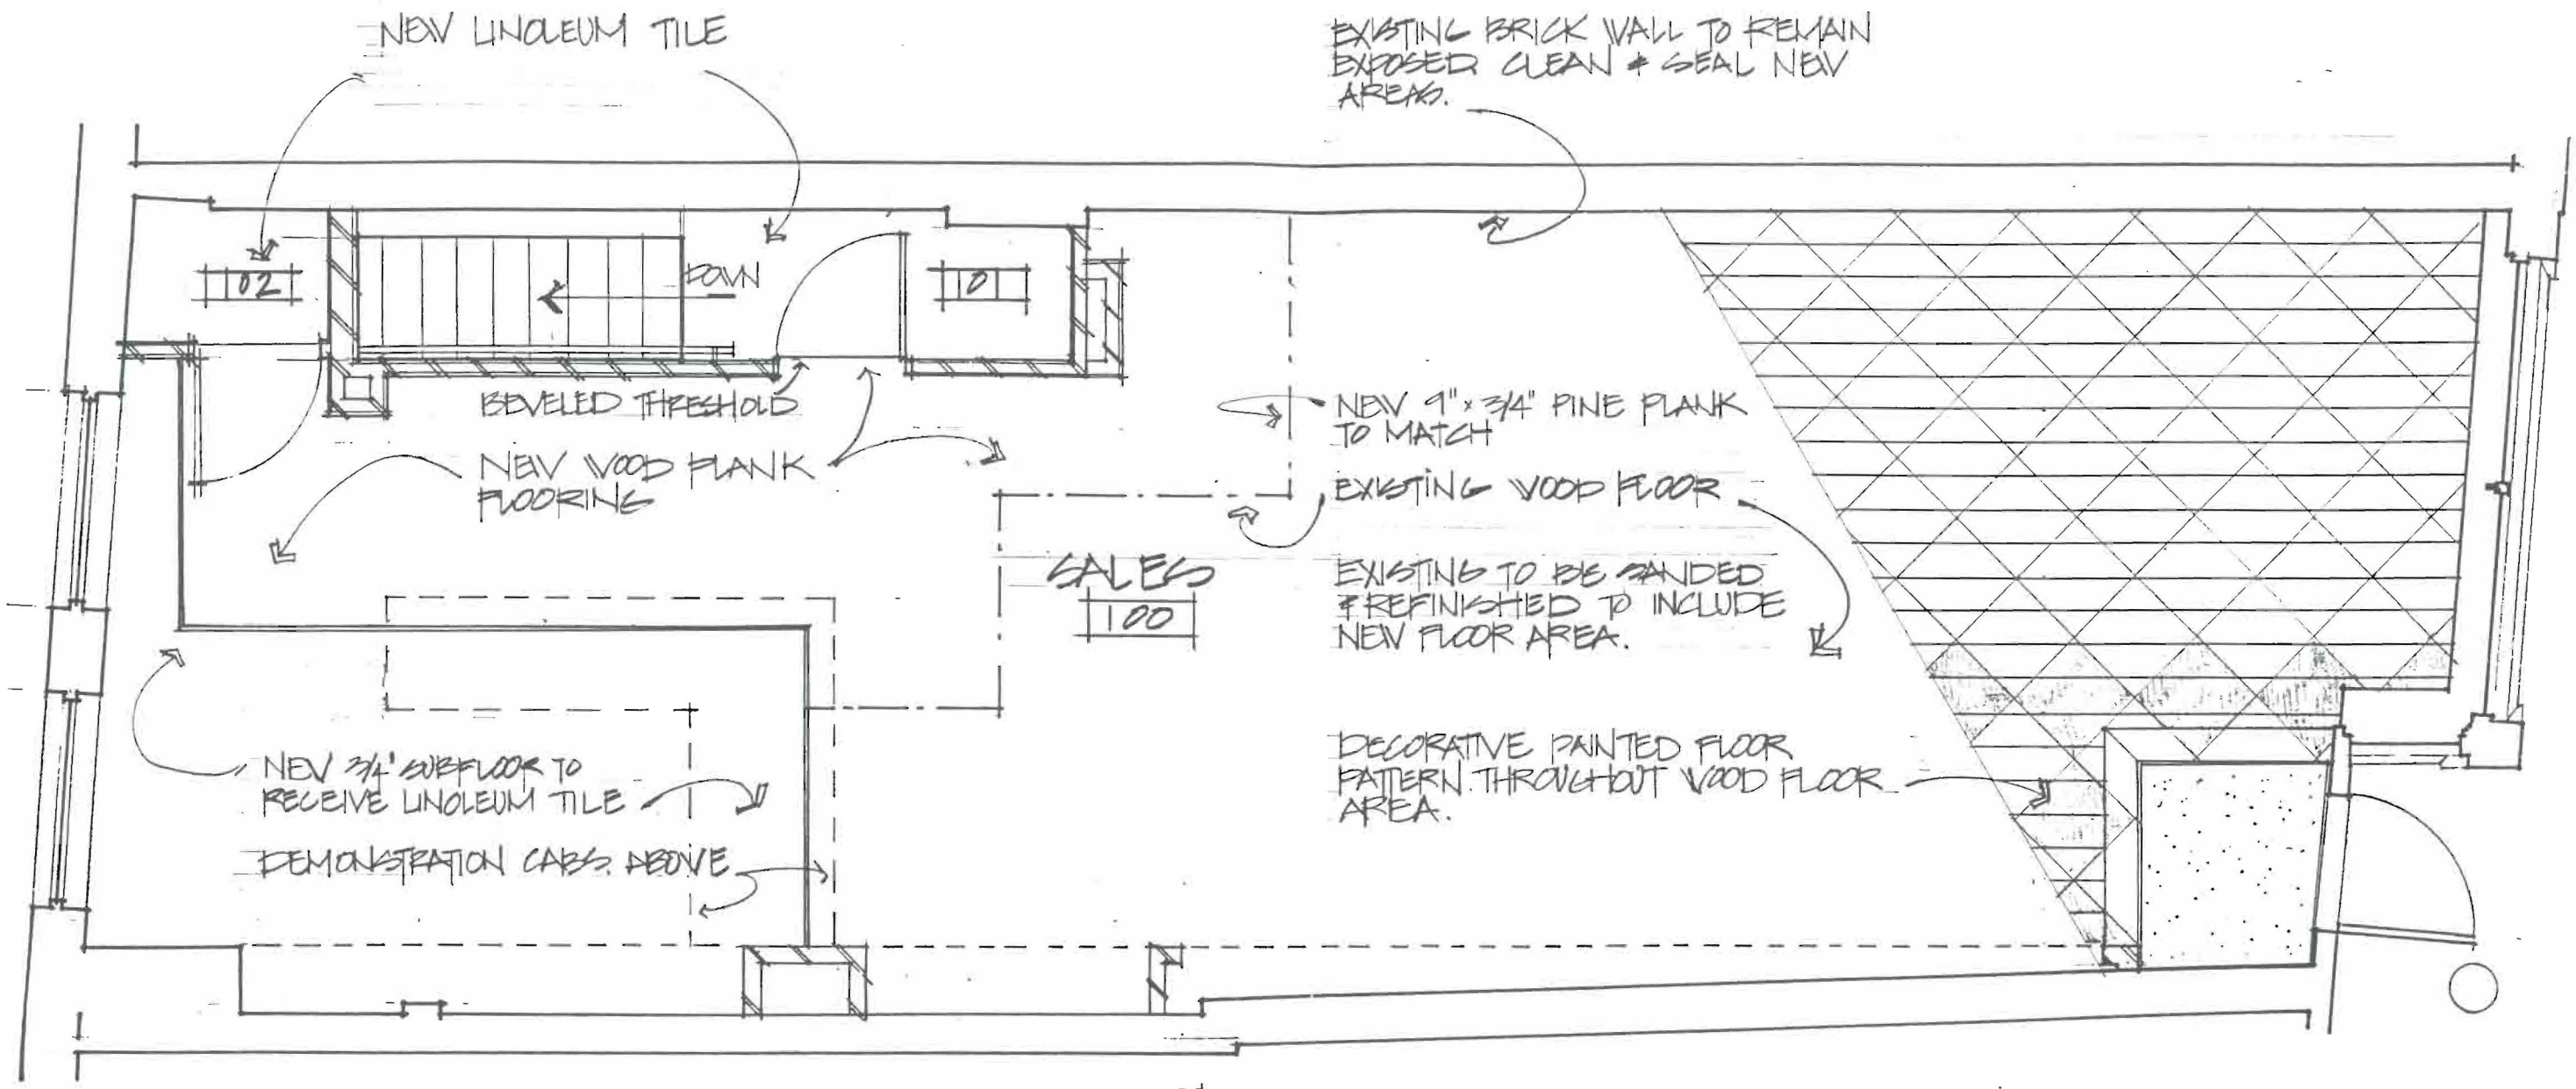 NEW LINOLEUM TILE
EXISTING BRICK WALL TO REMAIN
EXPOSED. CLEAN & SEAL NEW
AREAS.
102
DOWN
101
BEVELED THRESHOLD
NEW WOOD PLANK
FLOORING
NEW 9" x 3/4" PINE PLANK
TO MATCH
EXISTING WOOD FLOOR
SALES
100
EXISTING TO BE SANDED
& REFINISHED TO INCLUDE
NEW FLOOR AREA.
DECORATIVE PAINTED FLOOR
PATTERN THROUGHOUT WOOD FLOOR
AREA.
NEW 3/4" SUBFLOOR TO
RECEIVE LINOLEUM TILE
DEMONSTRATION CABS. ABOVE